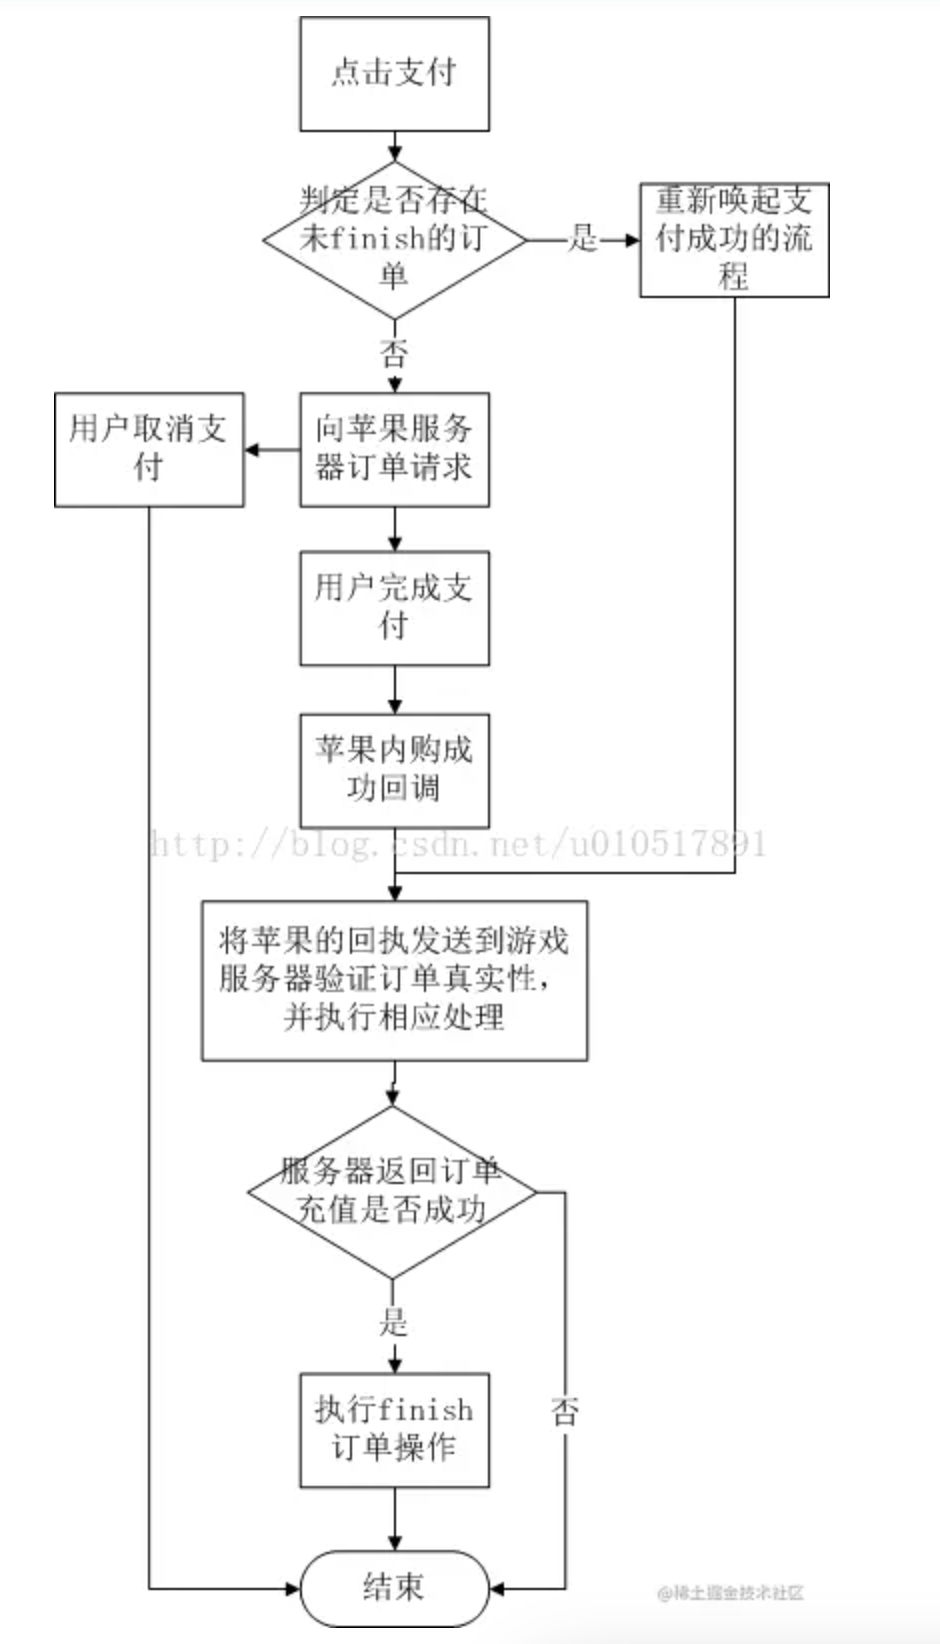 点击支付
判定是否存在
未finish的订
单
是
重新唤起支
付成功的流
程
否
用户取消支
付
向苹果服务
器订单请求
用户完成支
付
苹果内购成
功回调
http://blog.csdn.net/u010517891
将苹果的回执发送到游戏
服务器验证订单真实性,
并执行相应处理
服务器返回订单
充值是否成功
是
执行finish
订单操作
否
结束
@稀土掘金技术社区